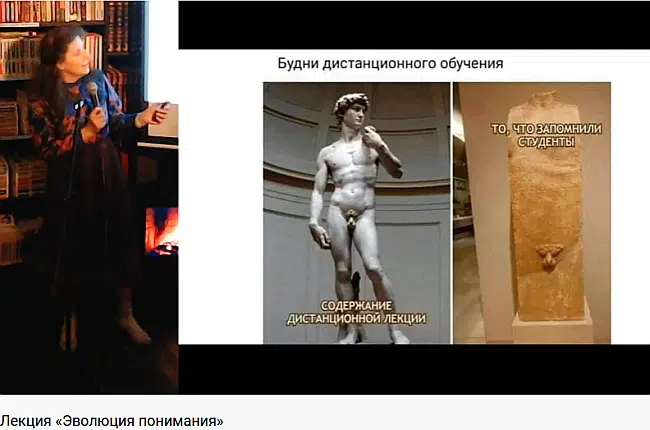 Будни дистанционного обучения
СОДЕРЖАНИЕ
ДИСТАНЦИОННОЙ ЛЕКЦИИ
ТО, ЧТО ЗАПОМНИЛИ
СТУДЕНТЫ
Лекция «Эволюция понимания»